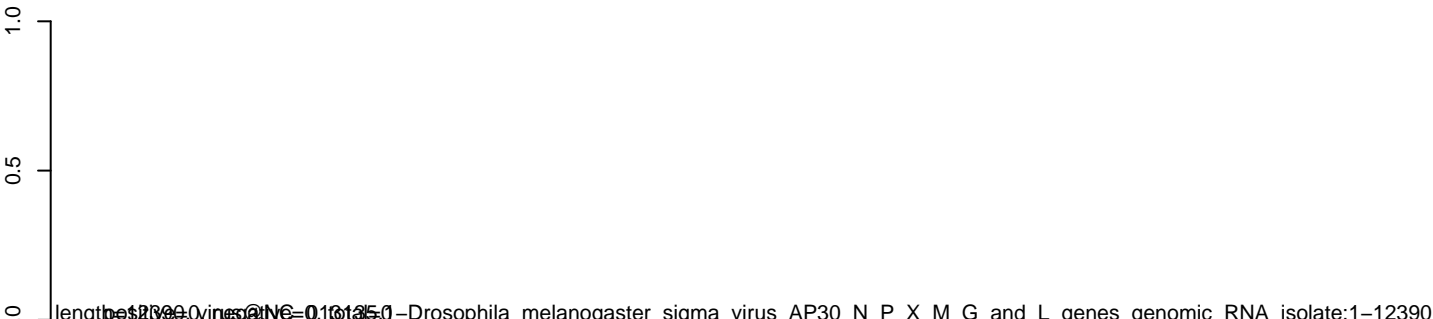 1.0
0.5
0
Drosophila melanogaster sigma virus AP30 N P X M G and L genes genomic RNA isolate:1−12390